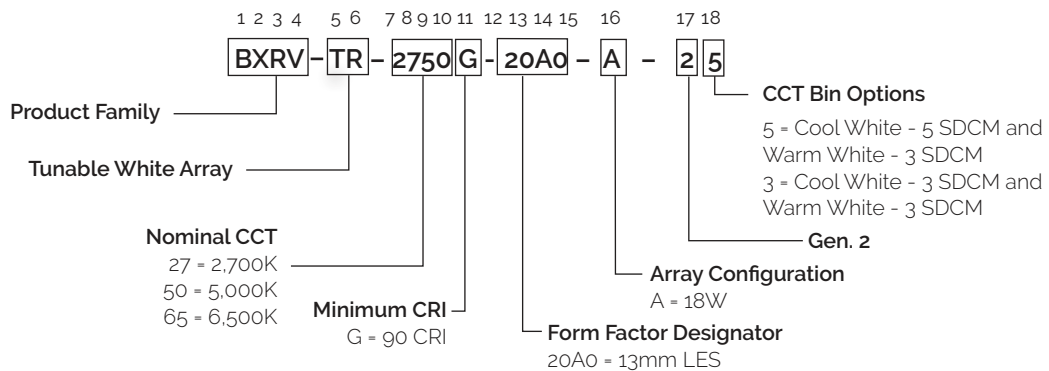 1 2 3 4 5 6 7 8 9 10 11 12 13 14 15 16 17 18
BXRV – TR – 2750 G - 20A0 – A – 2 5
Product Family
Tunable White Array
Nominal CCT
27 = 2,700K
50 = 5,000K
65 = 6,500K
Minimum CRI
G = 90 CRI
Form Factor Designator
20A0 = 13mm LES
Array Configuration
A = 18W
Gen. 2
CCT Bin Options
5 = Cool White - 5 SDCM and
Warm White - 3 SDCM
3 = Cool White - 3 SDCM and
Warm White - 3 SDCM